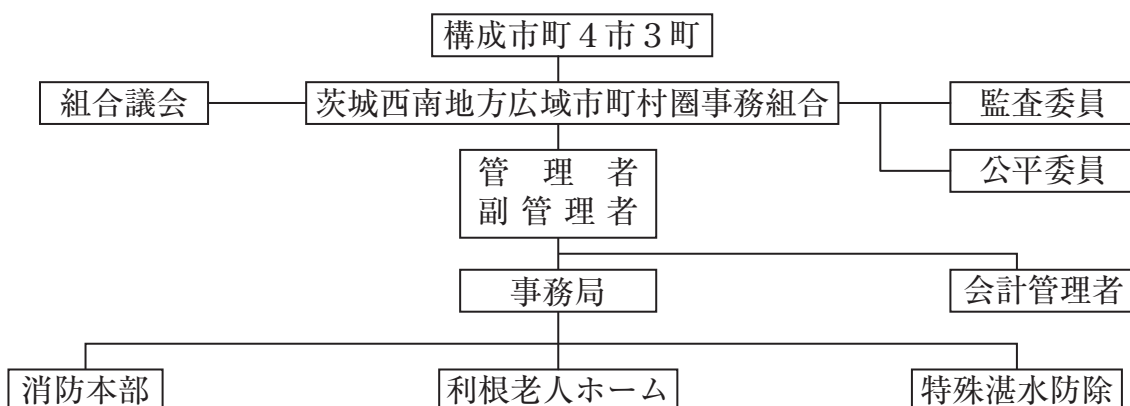 構成市町４市３町
組合議会
茨城西南地方広域市町村圏事務組合
監査委員
公平委員
管理者
副管理者
事務局
会計管理者
消防本部
利根老人ホーム
特殊湛水防除